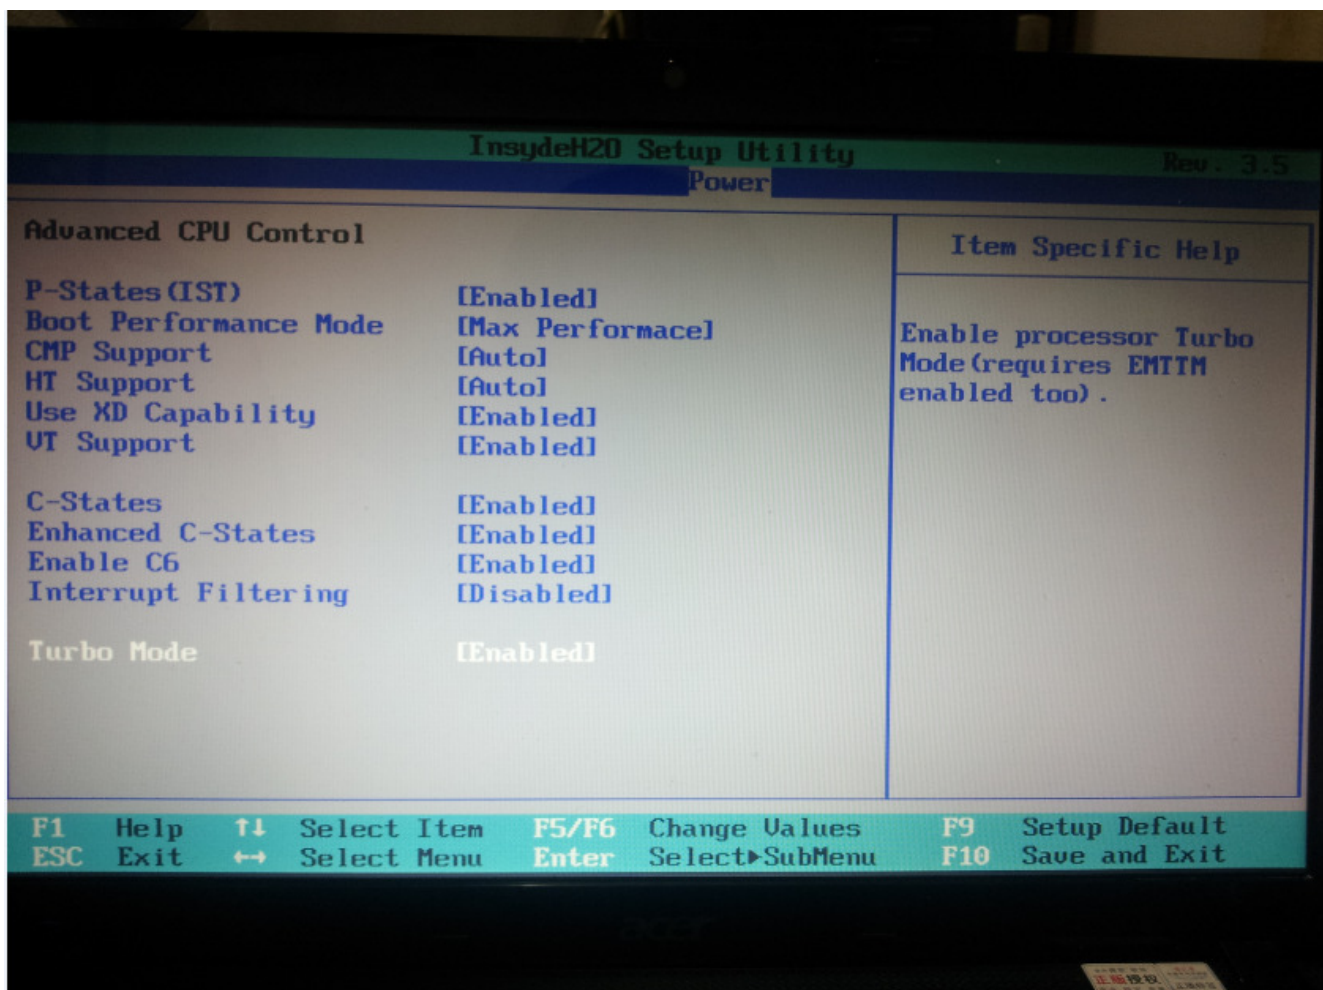 InsydeH2O Setup Utility Rev. 3.5
Power
Advanced CPU Control
Item Specific Help
P-States(IST) [Enabled]
Boot Performance Mode [Max Performace]
CMP Support [Auto]
HT Support [Auto]
Use XD Capability [Enabled]
VT Support [Enabled]
C-States [Enabled]
Enhanced C-States [Enabled]
Enable C6 [Enabled]
Interrupt Filtering [Disabled]
Turbo Mode [Enabled]
Enable processor Turbo
Mode(requires EMTTM
enabled too).
F1 Help ↑↓ Select Item F5/F6 Change Values F9 Setup Default
ESC Exit ←→ Select Menu Enter Select▶SubMenu F10 Save and Exit
acer
正版授权